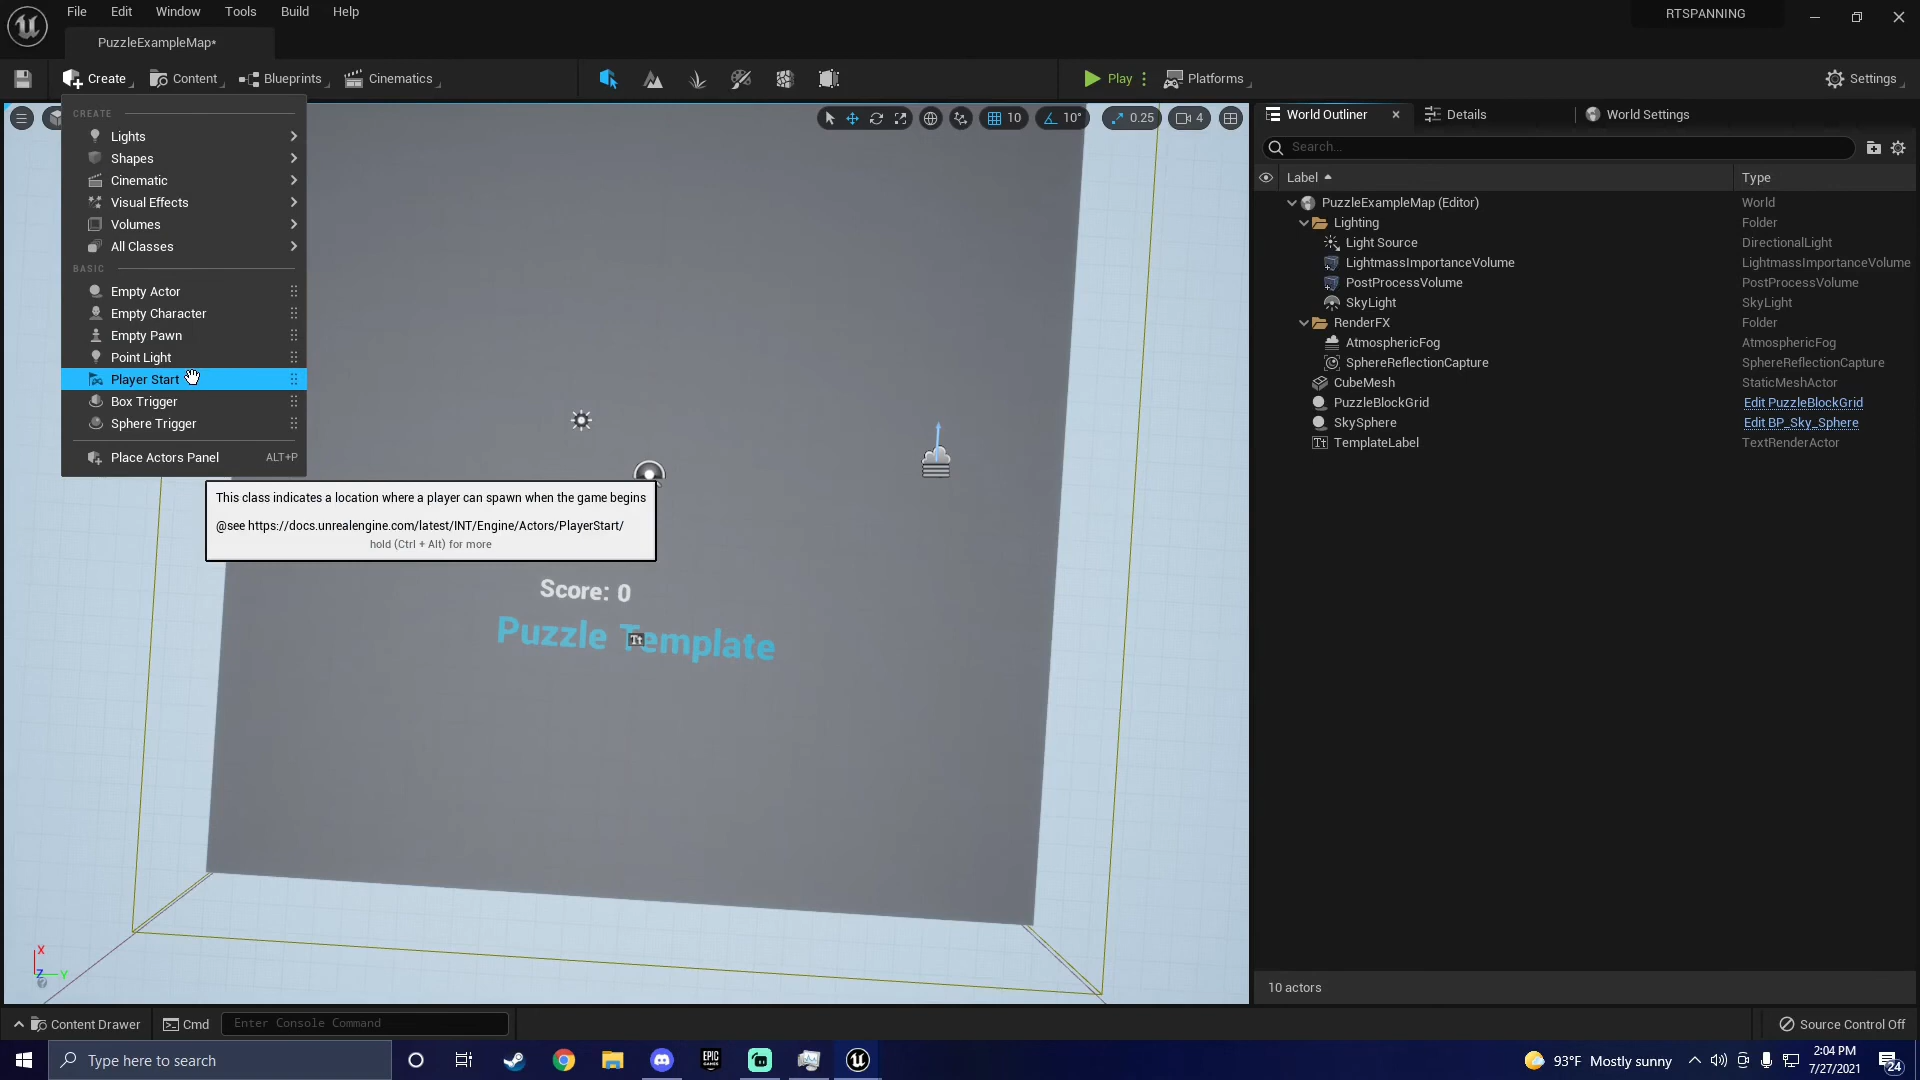 File Edit Window Tools Build Help
RTSPANNING
PuzzleExampleMap*
Create Content Blueprints Cinematics
Play Platforms
Settings
CREATE
Lights
Shapes
Cinematic
Visual Effects
Volumes
All Classes
BASIC
Empty Actor
Empty Character
Empty Pawn
Point Light
Player Start
Box Trigger
Sphere Trigger
Place Actors Panel ALT+P
10 10° 0.25 4
This class indicates a location where a player can spawn when the game begins
@see https://docs.unrealengine.com/latest/INT/Engine/Actors/PlayerStart/
hold (Ctrl + Alt) for more
Score: 0
Puzzle Template
Tt
X
Z Y
World Outliner Details World Settings
Search...
Label Type
PuzzleExampleMap (Editor) World
Lighting Folder
Light Source DirectionalLight
LightmassImportanceVolume LightmassImportanceVolume
PostProcessVolume PostProcessVolume
SkyLight SkyLight
RenderFX Folder
AtmosphericFog AtmosphericFog
SphereReflectionCapture SphereReflectionCapture
CubeMesh StaticMeshActor
PuzzleBlockGrid Edit PuzzleBlockGrid
SkySphere Edit BP_Sky_Sphere
Tt TemplateLabel TextRenderActor
10 actors
Content Drawer Cmd Enter Console Command
Source Control Off
Type here to search
EPIC GAMES
93°F Mostly sunny
2:04 PM
7/27/2021
24